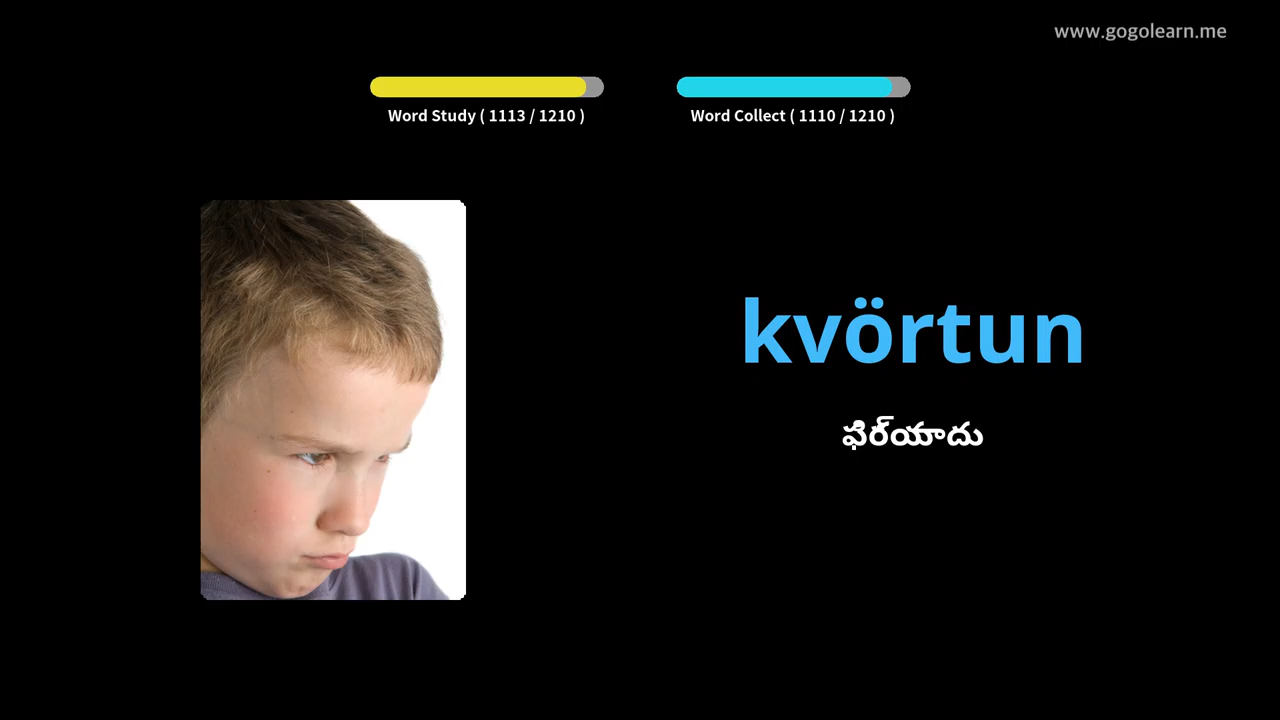 www.gogolearn.me
Word Study ( 1113 / 1210 )
Word Collect ( 1110 / 1210 )
kvörtun
ఫిర్‌యాదు